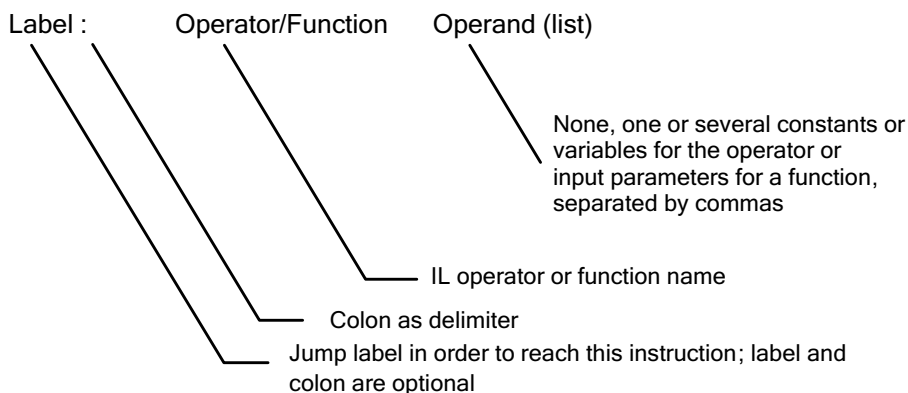 Label : Operator/Function Operand (list)
None, one or several constants or
variables for the operator or
input parameters for a function,
separated by commas
IL operator or function name
Colon as delimiter
Jump label in order to reach this instruction; label and
colon are optional